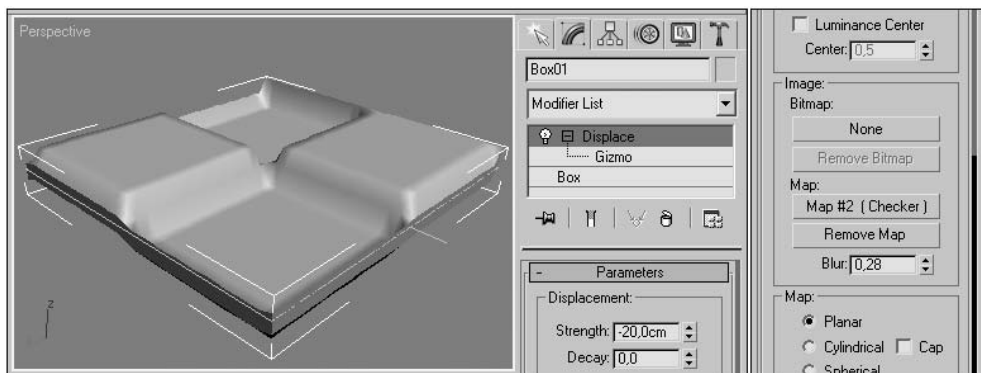 Perspective
z
Box01
Modifier List
Displace
Gizmo
Box
- Parameters
Displacement:
Strength: -20,0cm
Decay: 0,0
Luminance Center
Center: 0,5
Image:
Bitmap:
None
Remove Bitmap
Map:
Map #2 ( Checker )
Remove Map
Blur: 0,28
Map:
Planar
Cylindrical Cap
Spherical